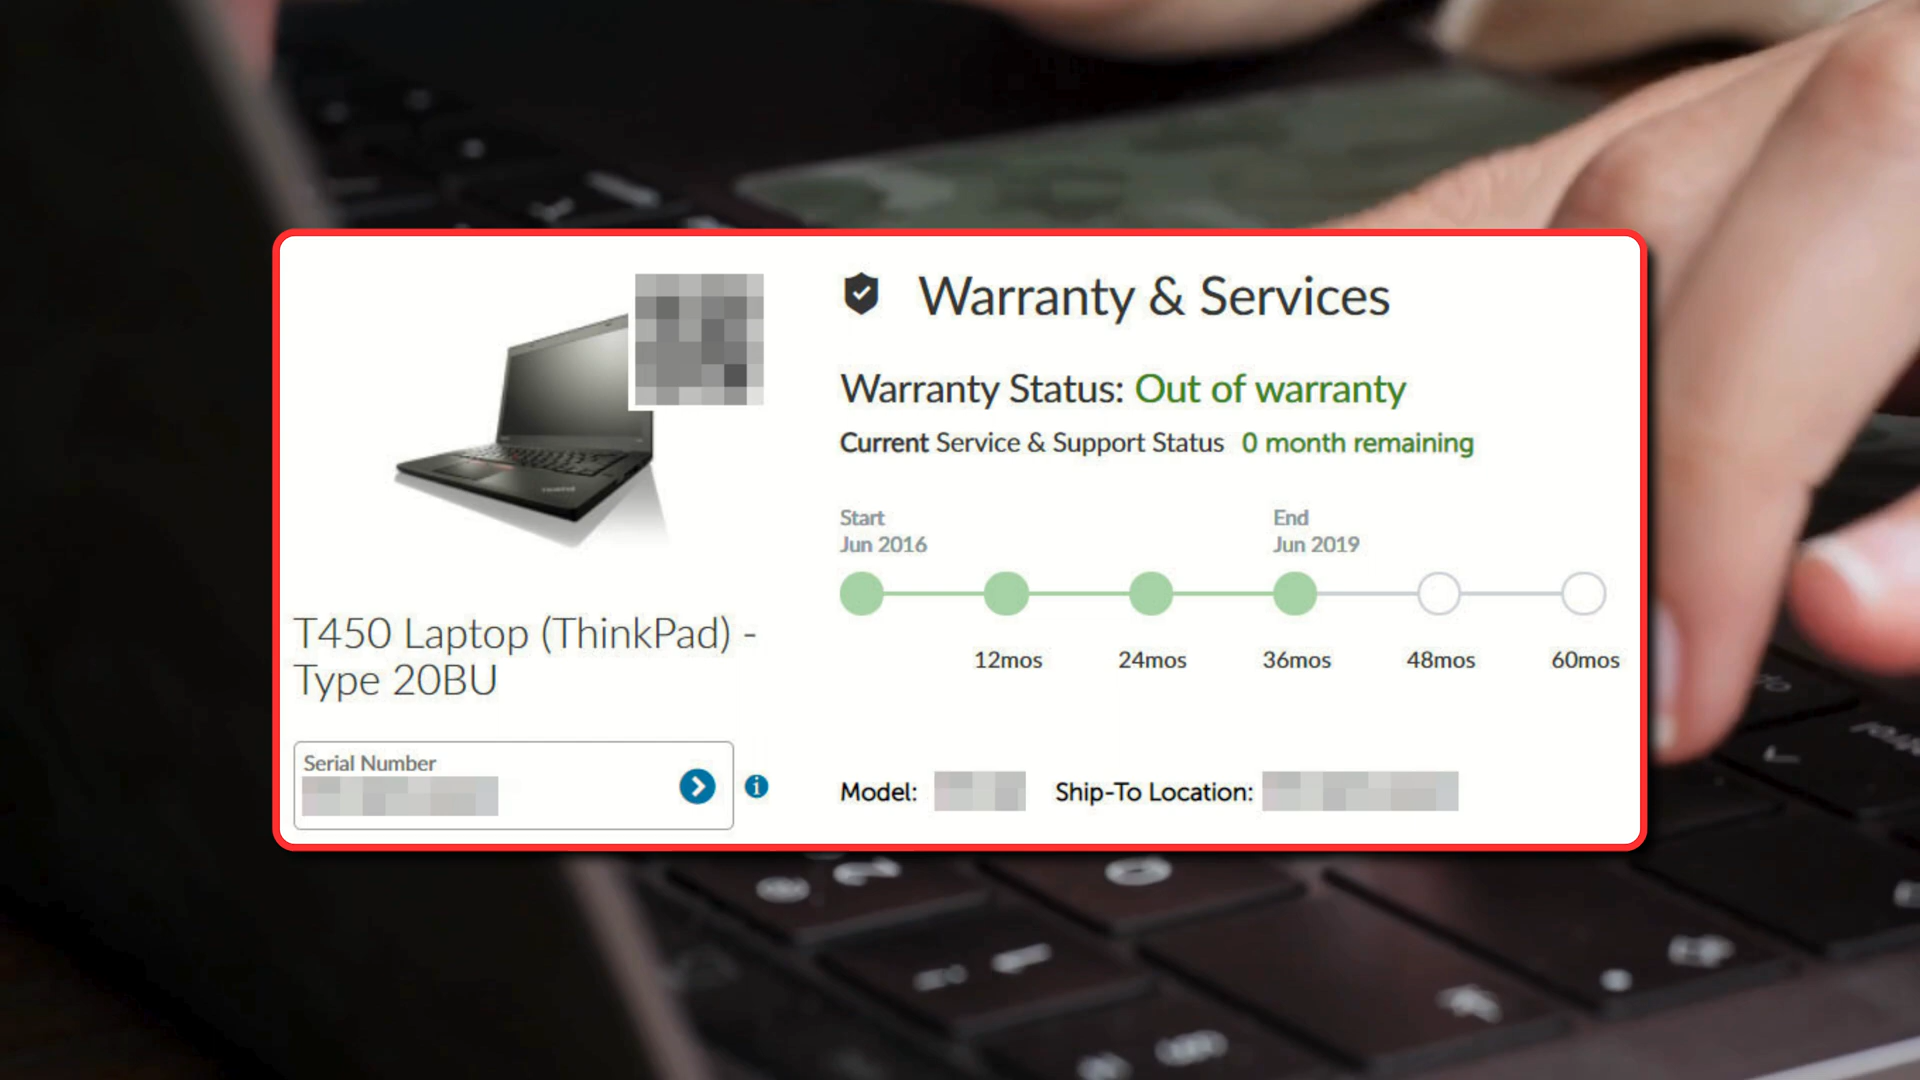 Warranty & Services
Warranty Status: Out of warranty
Current Service & Support Status 0 month remaining
Start
Jun 2016
End
Jun 2019
12mos 24mos 36mos 48mos 60mos
T450 Laptop (ThinkPad) -
Type 20BU
Serial Number
Model: Ship-To Location: